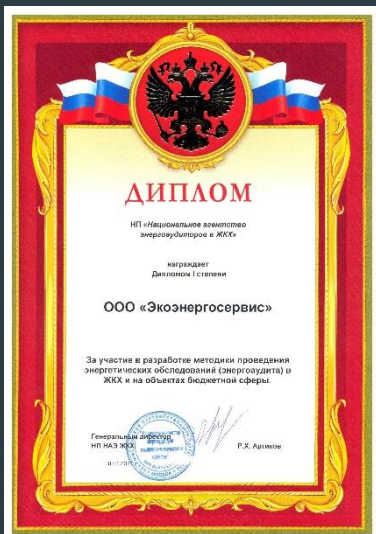 ДИПЛОМ
НП «Национальное агентство
энергоаудиторов в ЖКХ»
награждает
Дипломом I степени
ООО «Экоэнергосервис»
За участие в разработке методики проведения
энергетических обследований (энергоаудита) в
ЖКХ и на объектах бюджетной сферы.
Генеральный директор
НП НАЭ ЖКХ
Р.Х. Артиков